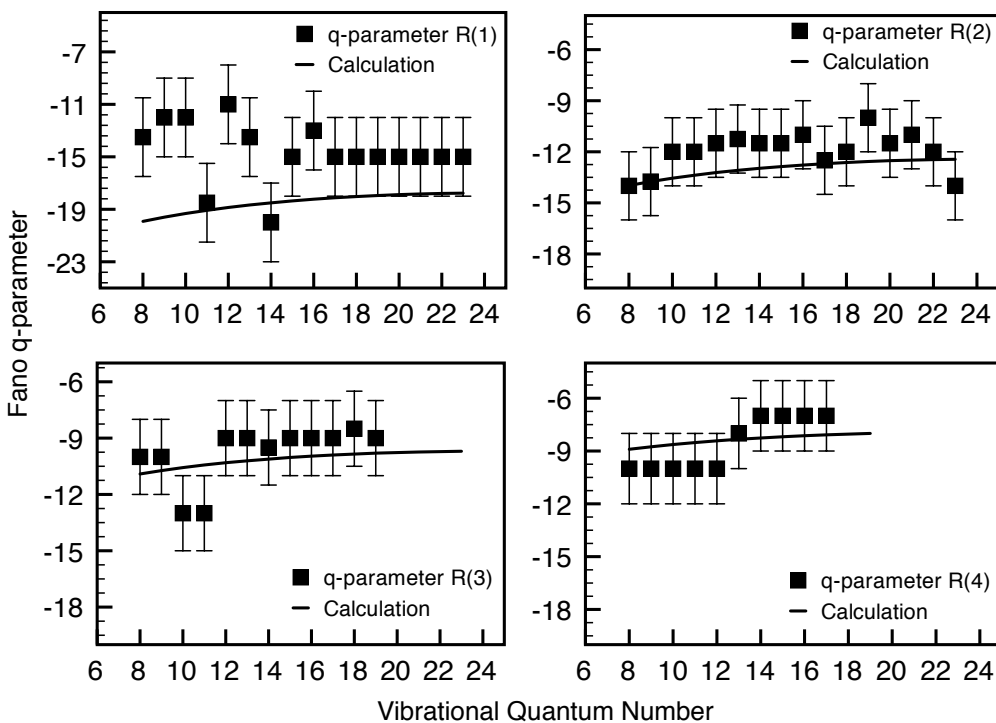 Fano q-parameter
-7
-11
-15
-19
-23
q-parameter R(1)
Calculation
6 8 10 12 14 16 18 20 22 24
-6
-9
-12
-15
-18
q-parameter R(2)
Calculation
6 8 10 12 14 16 18 20 22 24
-6
-9
-12
-15
-18
q-parameter R(3)
Calculation
6 8 10 12 14 16 18 20 22 24
-6
-9
-12
-15
-18
q-parameter R(4)
Calculation
6 8 10 12 14 16 18 20 22 24
Vibrational Quantum Number